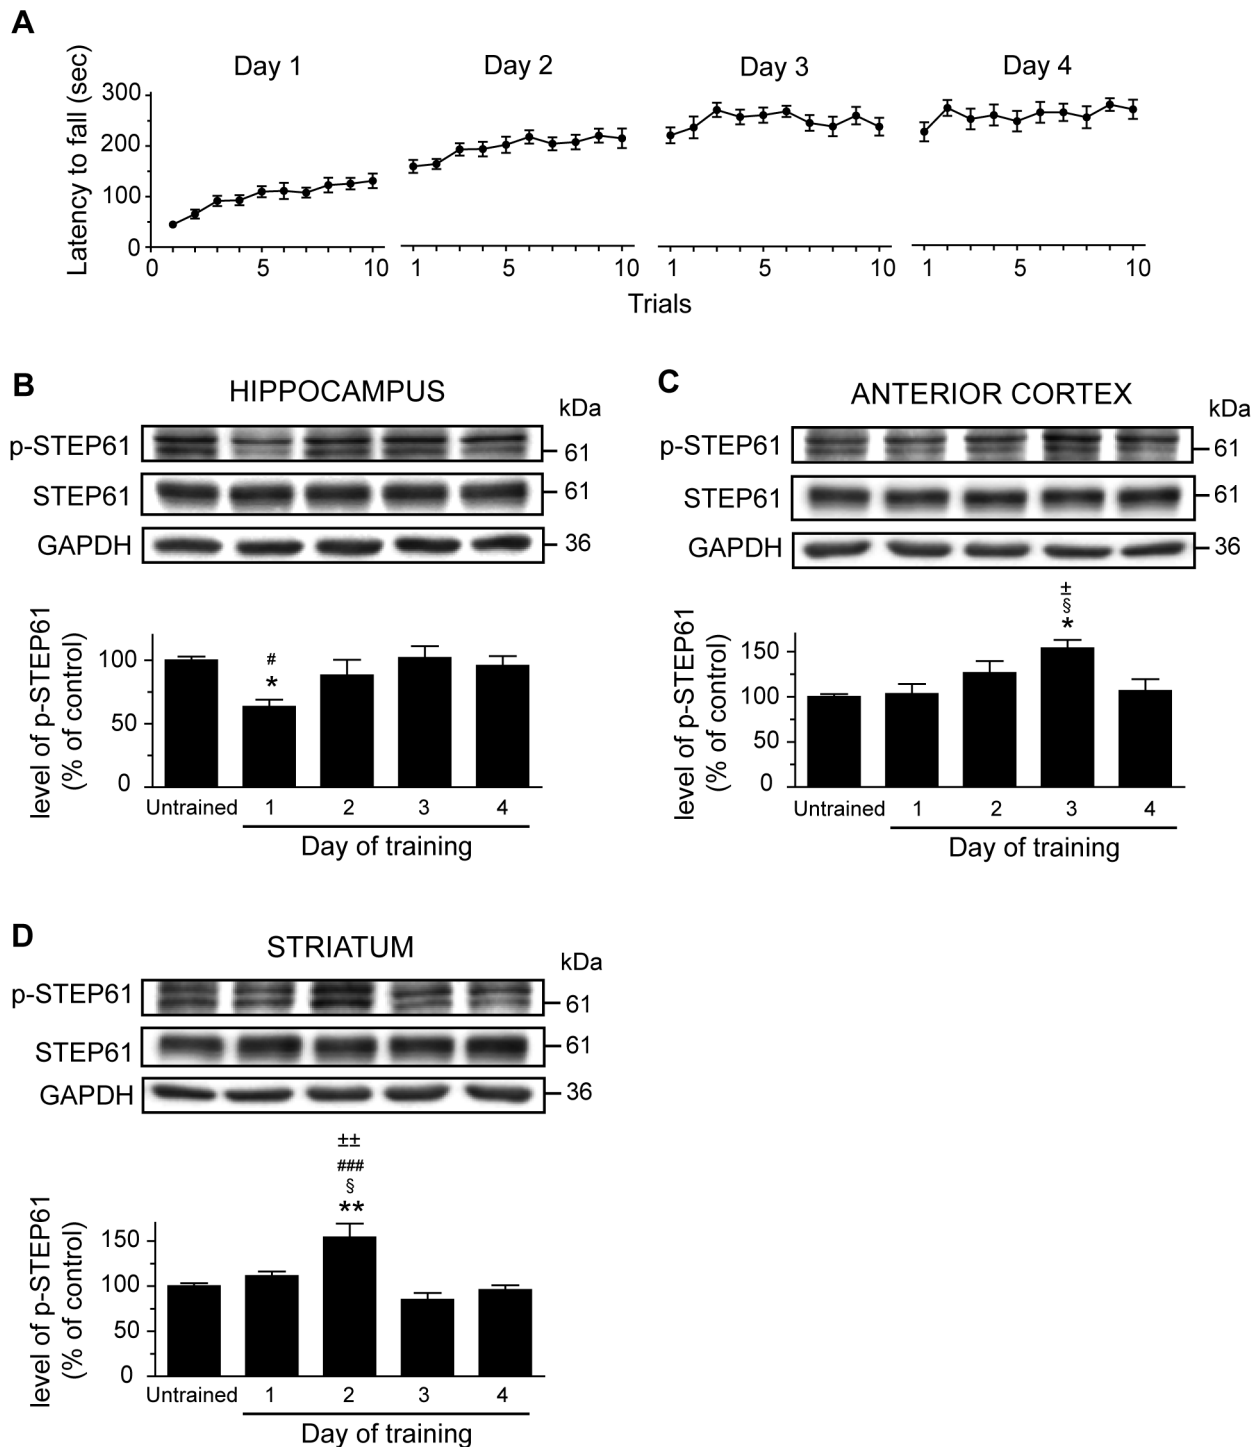 A
Day 1
Day 2
Day 3
Day 4
Latency to fall (sec)
300
200
100
0
0 5 10
1 5 10
1 5 10
1 5 10
Trials
B
HIPPOCAMPUS
kDa
p-STEP61
61
STEP61
61
GAPDH
36
level of p-STEP61
(% of control)
100
50
0
#
*
Untrained 1 2 3 4
Day of training
C
ANTERIOR CORTEX
kDa
p-STEP61
61
STEP61
61
GAPDH
36
level of p-STEP61
(% of control)
150
100
50
0
±
§
*
Untrained 1 2 3 4
Day of training
D
STRIATUM
kDa
p-STEP61
61
STEP61
61
GAPDH
36
level of p-STEP61
(% of control)
150
100
50
0
±±
###
§
**
Untrained 1 2 3 4
Day of training